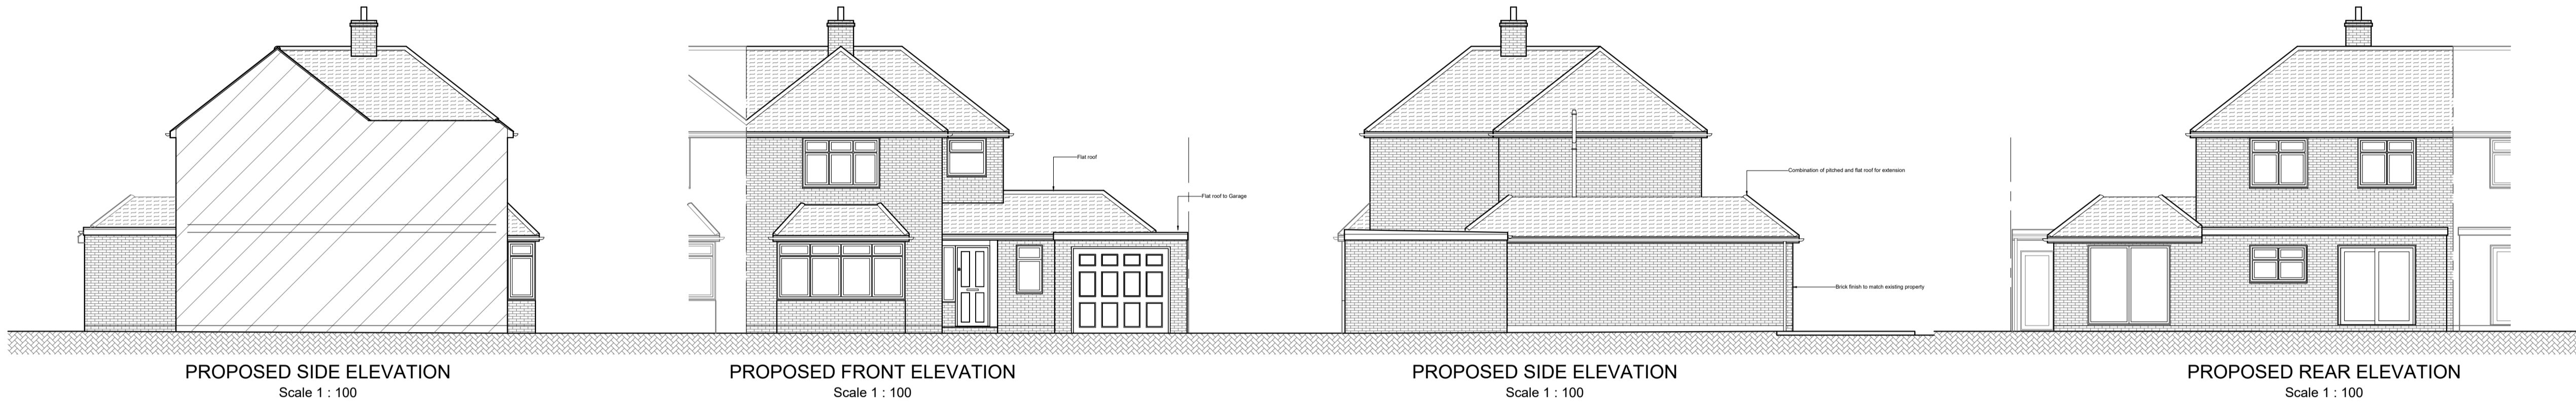 Flat roof
Flat roof to Garage
Combination of pitched and flat roof for extension
Brick finish to match existing property
PROPOSED SIDE ELEVATION
Scale 1 : 100
PROPOSED FRONT ELEVATION
Scale 1 : 100
PROPOSED SIDE ELEVATION
Scale 1 : 100
PROPOSED REAR ELEVATION
Scale 1 : 100